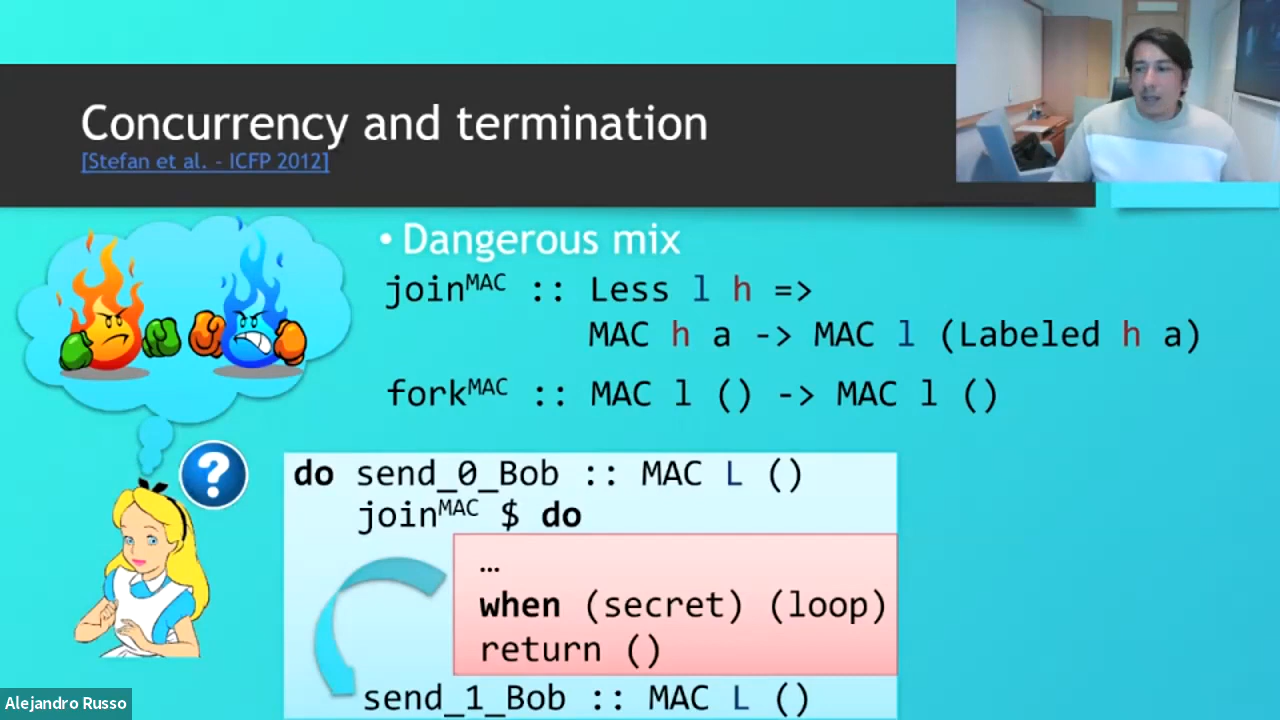 Concurrency and termination
[Stefan et al. - ICFP 2012]
• Dangerous mix
joinᴹᴬᶜ :: Less l h =>
MAC h a -> MAC l (Labeled h a)
forkᴹᴬᶜ :: MAC l () -> MAC l ()
?
do send_0_Bob :: MAC L ()
joinᴹᴬᶜ $ do
…
when (secret) (loop)
return ()
send_1_Bob :: MAC L ()
Alejandro Russo